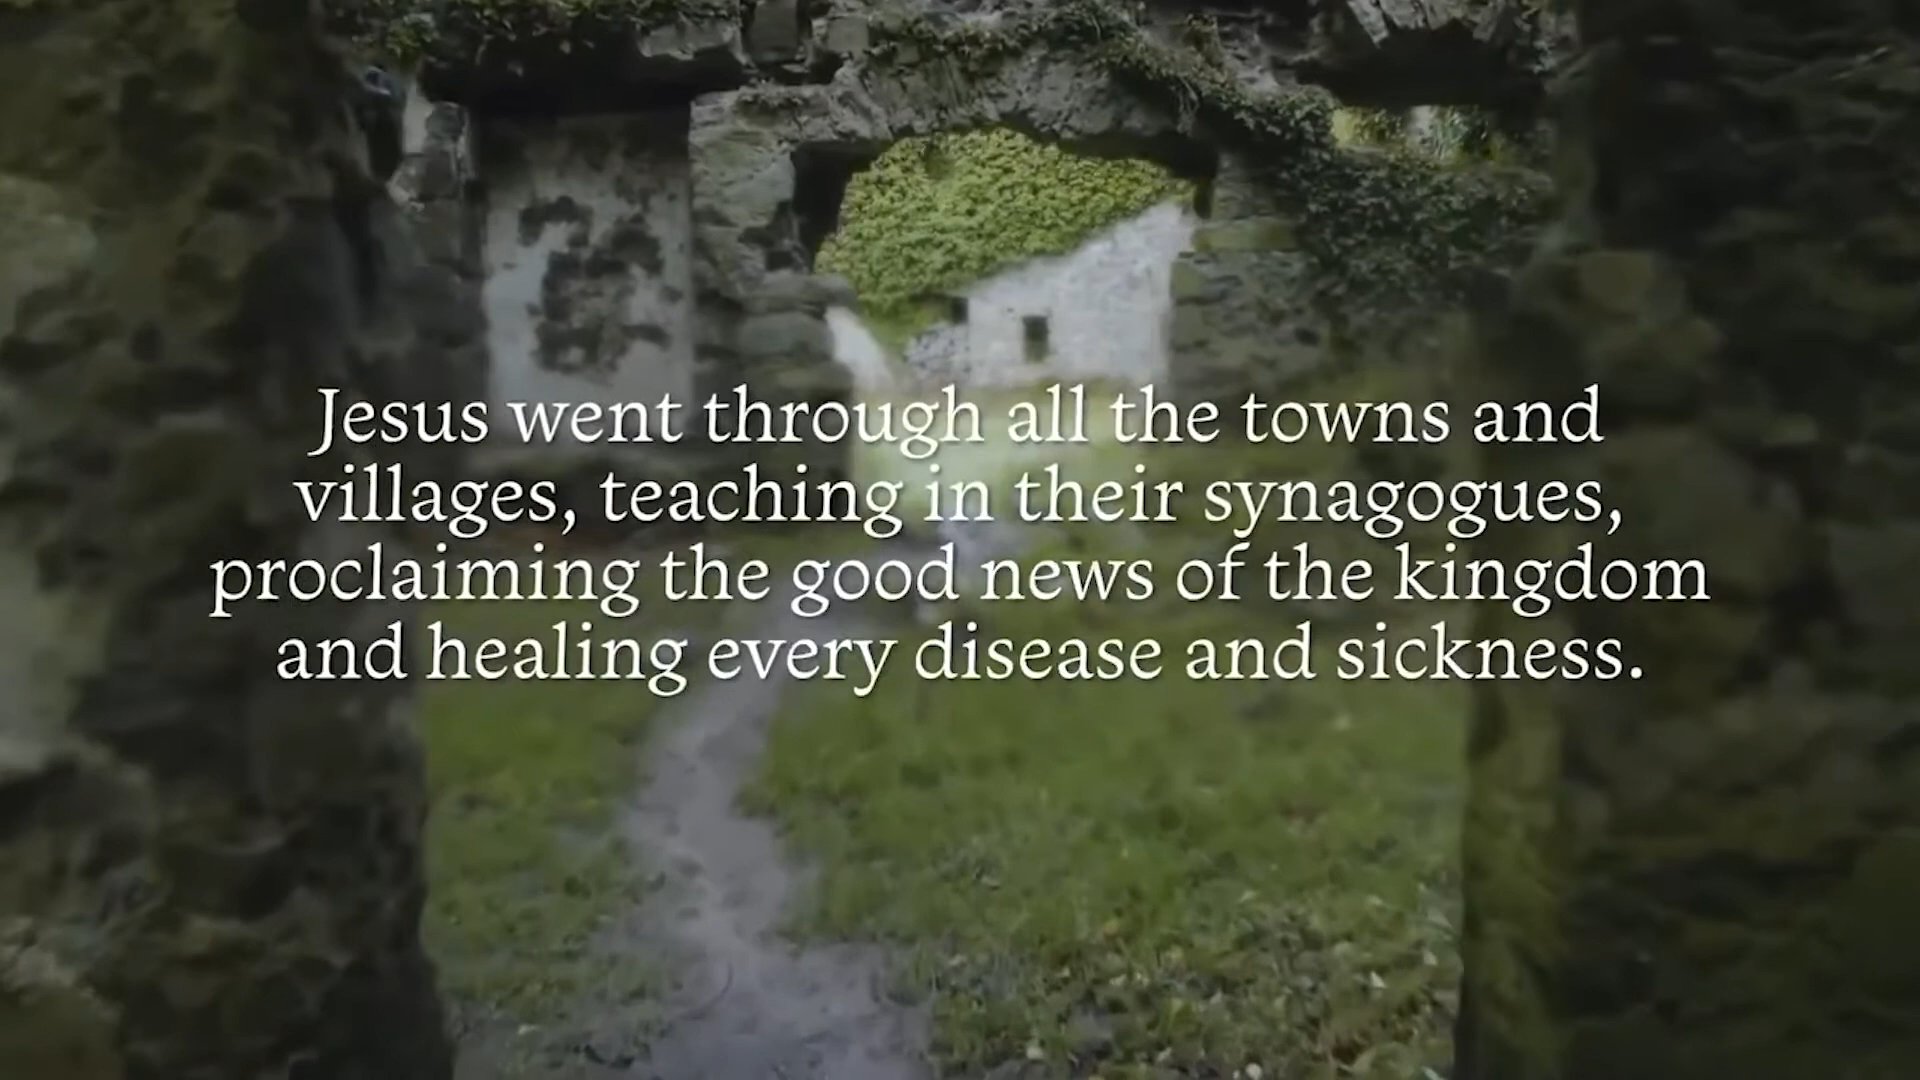 Jesus went through all the towns and
villages, teaching in their synagogues,
proclaiming the good news of the kingdom
and healing every disease and sickness.